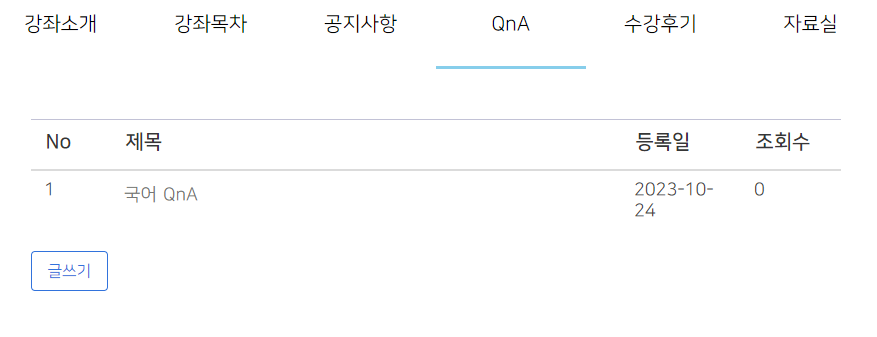 강좌소개 강좌목차 공지사항 QnA 수강후기 자료실
No 제목 등록일 조회수
1 국어 QnA 2023-10- 0
24
글쓰기